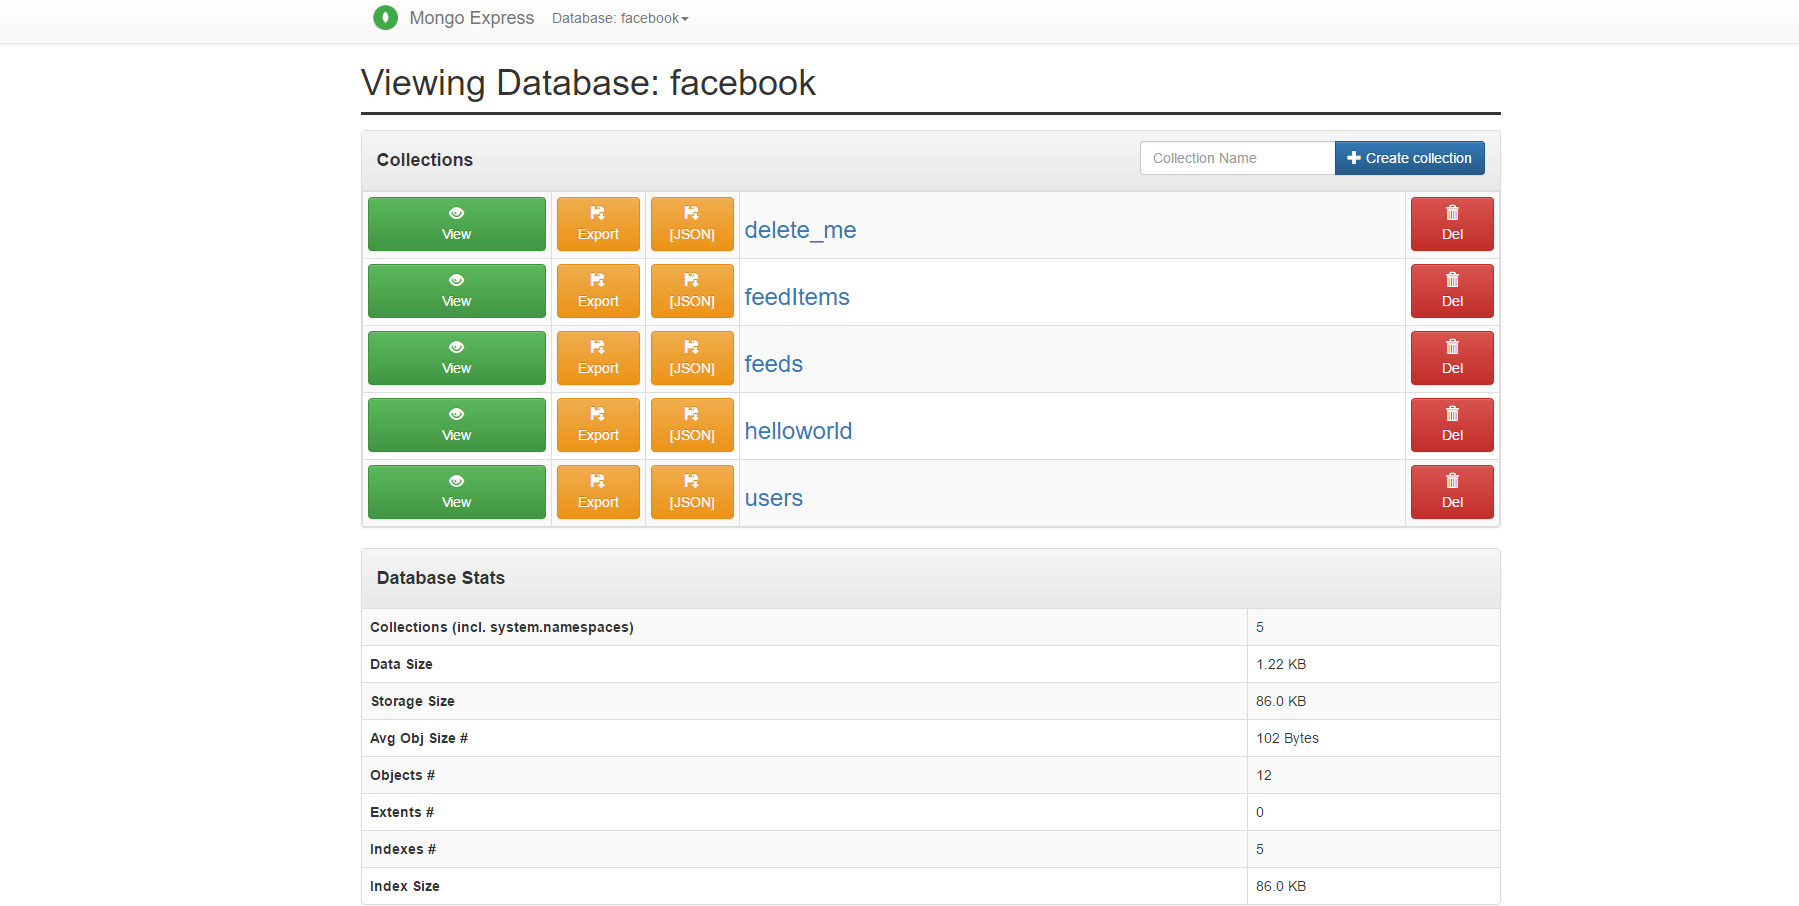 Mongo Express Database: facebook
Viewing Database: facebook
Collections Collection Name Create collection
View Export [JSON] delete_me Del
View Export [JSON] feedItems Del
View Export [JSON] feeds Del
View Export [JSON] helloworld Del
View Export [JSON] users Del
Database Stats
Collections (incl. system.namespaces) 5
Data Size 1.22 KB
Storage Size 86.0 KB
Avg Obj Size # 102 Bytes
Objects # 12
Extents # 0
Indexes # 5
Index Size 86.0 KB